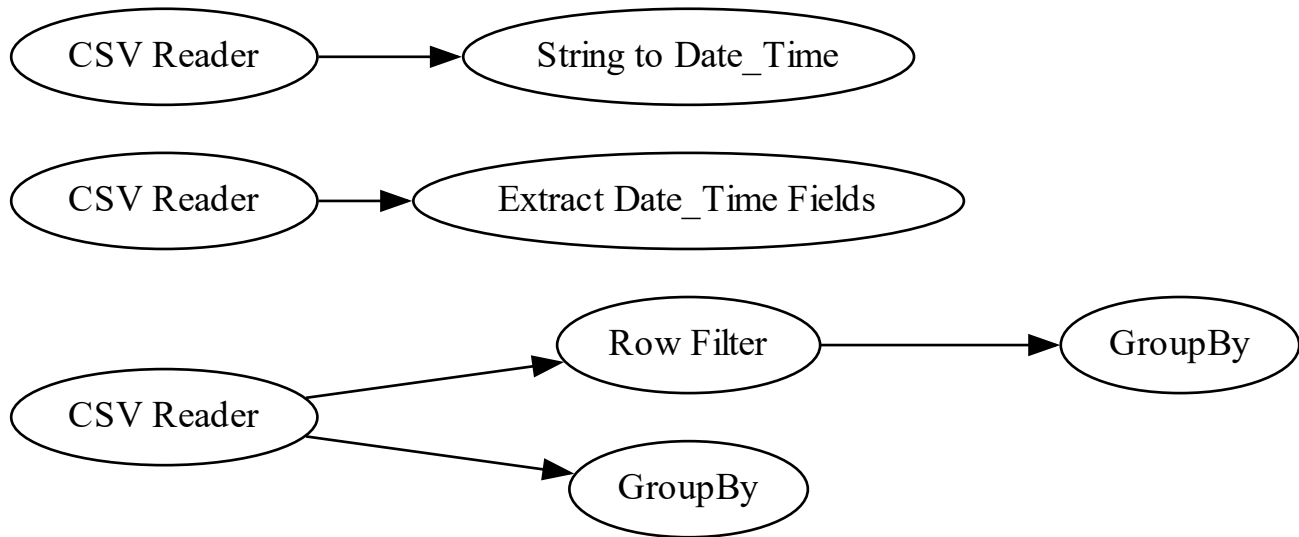 CSV Reader
String to Date_Time
CSV Reader
Extract Date_Time Fields
Row Filter
GroupBy
CSV Reader
GroupBy